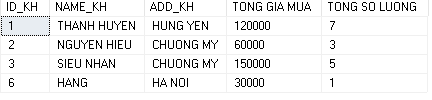 ID_KH NAME_KH ADD_KH TONG GIA MUA TONG SO LUONG
1 THANH HUYEN HUNG YEN 120000 7
2 NGUYEN HIEU CHUONG MY 60000 3
3 SIEU NHAN CHUONG MY 150000 5
6 HANG HA NOI 30000 1